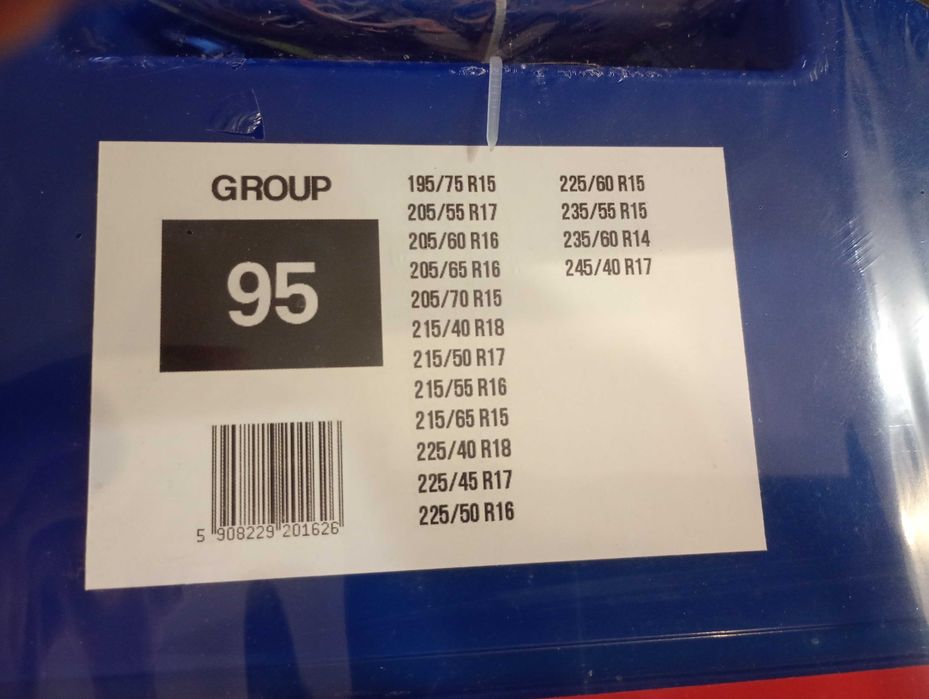 GROUP
95
5 908229 201626
195/75 R15
205/55 R17
205/60 R16
205/65 R16
205/70 R15
215/40 R18
215/50 R17
215/55 R16
215/65 R15
225/40 R18
225/45 R17
225/50 R16
225/60 R15
235/55 R15
235/60 R14
245/40 R17